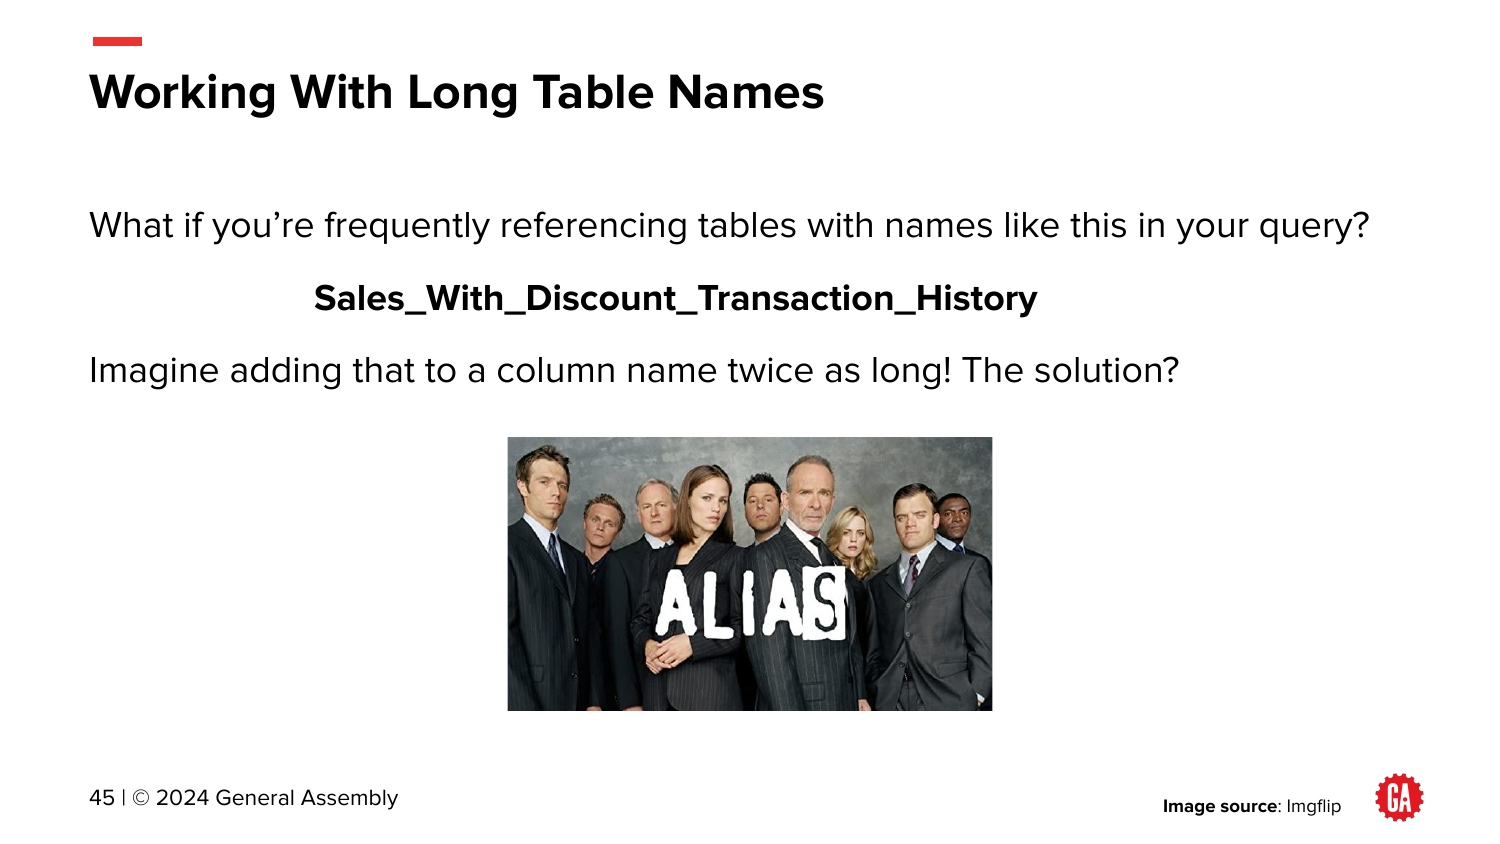 Working With Long Table Names
What if you’re frequently referencing tables with names like this in your query?
Sales_With_Discount_Transaction_History
Imagine adding that to a column name twice as long! The solution?
ALIAS
45 | © 2024 General Assembly
Image source: Imgflip
GA